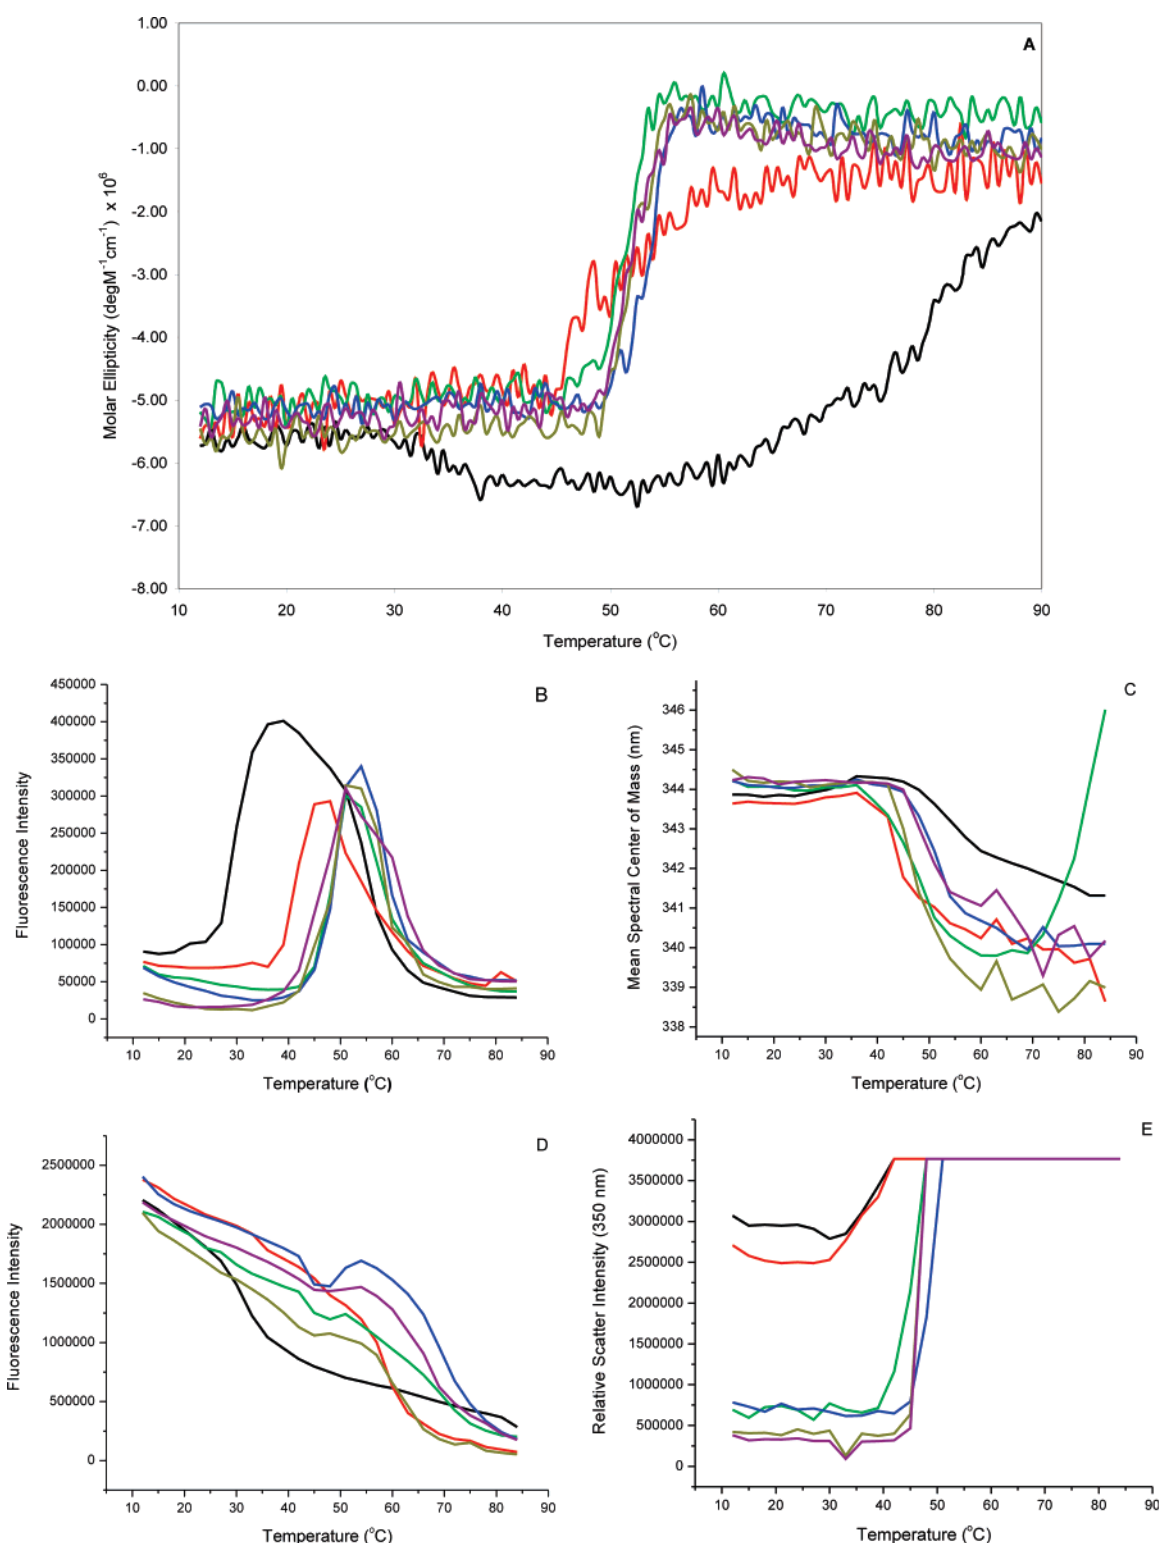 A
1.00
0.00
-1.00
-2.00
-3.00
-4.00
-5.00
-6.00
-7.00
-8.00
Molar Ellipticity (degM⁻¹cm⁻¹) x 10⁶
10 20 30 40 50 60 70 80 90
Temperature (°C)
B
450000
400000
350000
300000
250000
200000
150000
100000
50000
0
Fluorescence Intensity
10 20 30 40 50 60 70 80 90
Temperature (°C)
C
346
345
344
343
342
341
340
339
338
Mean Spectral Center of Mass (nm)
10 20 30 40 50 60 70 80 90
Temperature (°C)
D
2500000
2000000
1500000
1000000
500000
0
Fluorescence Intensity
10 20 30 40 50 60 70 80 90
Temperature (°C)
E
4000000
3500000
3000000
2500000
2000000
1500000
1000000
500000
0
Relative Scatter Intensity (350 nm)
10 20 30 40 50 60 70 80 90
Temperature (°C)